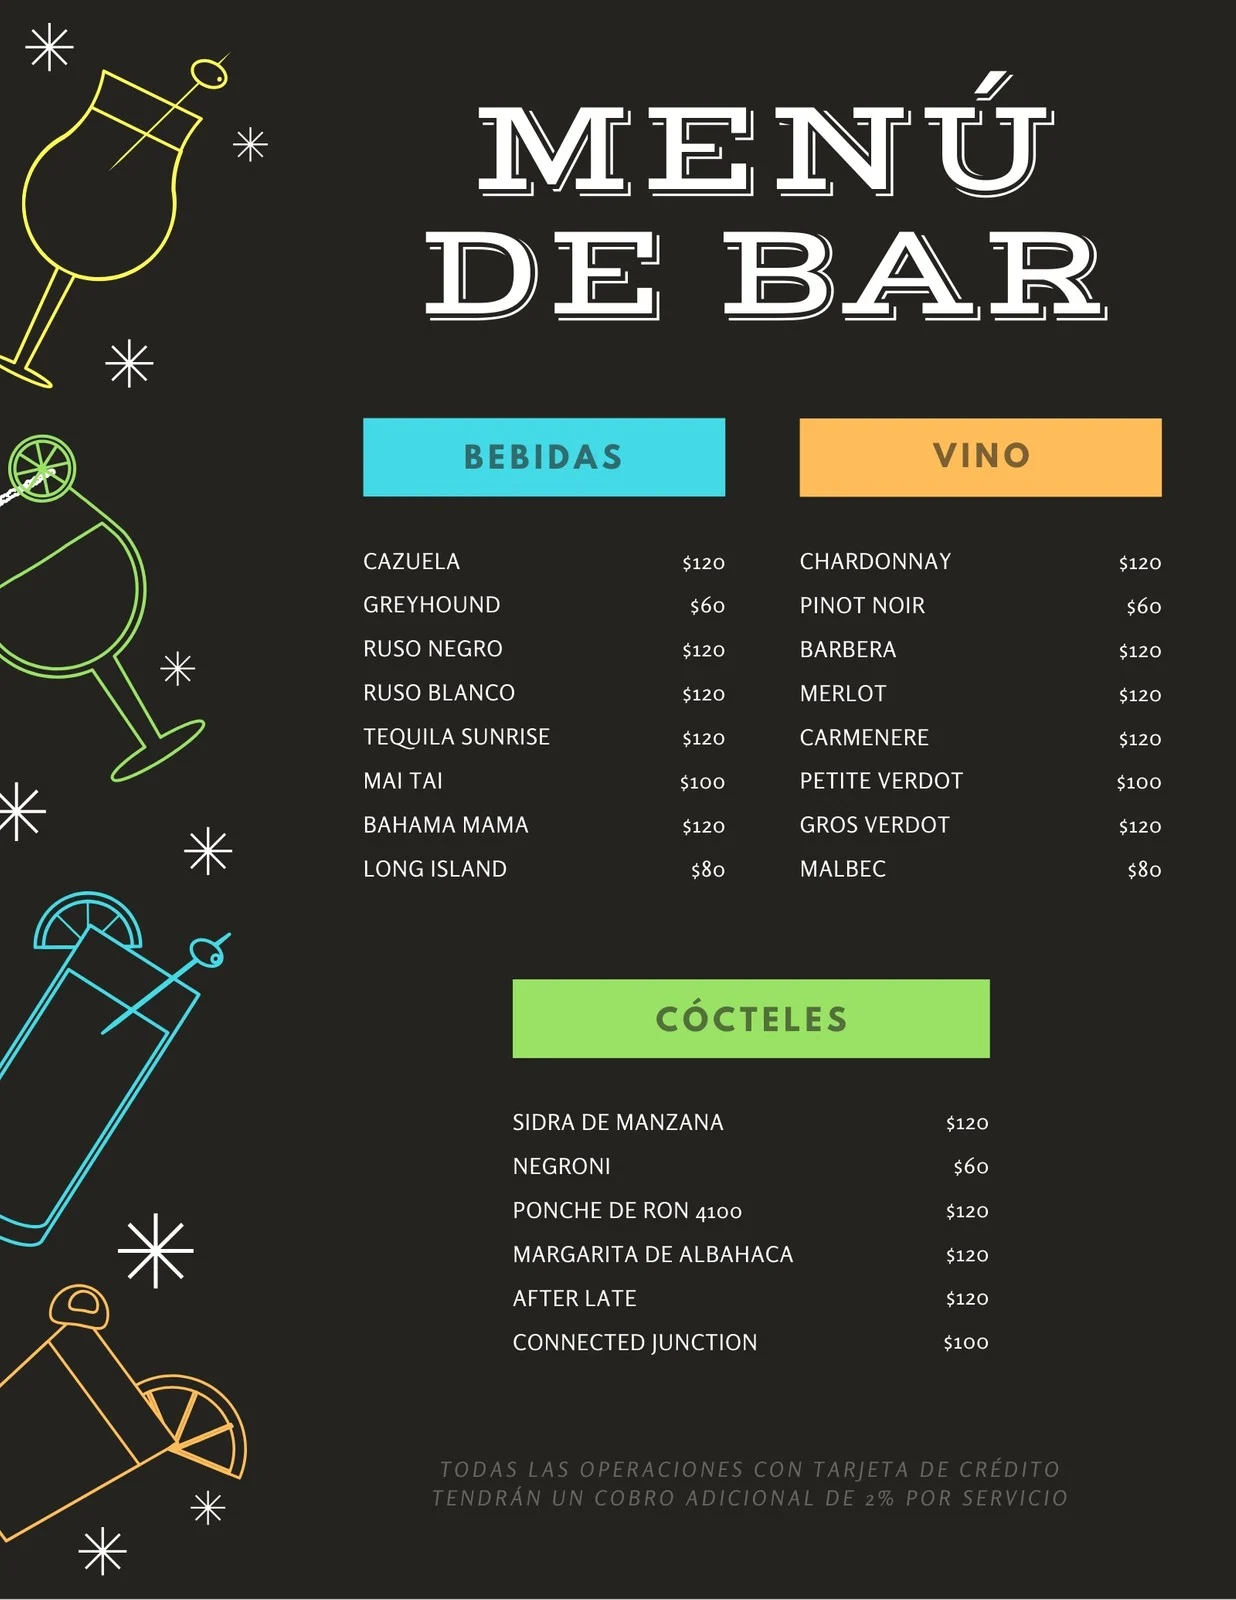 MENÚ
DE BAR
BEBIDAS
CAZUELA $120
GREYHOUND $60
RUSO NEGRO $120
RUSO BLANCO $120
TEQUILA SUNRISE $120
MAI TAI $100
BAHAMA MAMA $120
LONG ISLAND $80
VINO
CHARDONNAY $120
PINOT NOIR $60
BARBERA $120
MERLOT $120
CARMENERE $120
PETITE VERDOT $100
GROS VERDOT $120
MALBEC $80
CÓCTELES
SIDRA DE MANZANA $120
NEGRONI $60
PONCHE DE RON 4100 $120
MARGARITA DE ALBAHACA $120
AFTER LATE $120
CONNECTED JUNCTION $100
TODAS LAS OPERACIONES CON TARJETA DE CRÉDITO
TENDRÁN UN COBRO ADICIONAL DE 2% POR SERVICIO